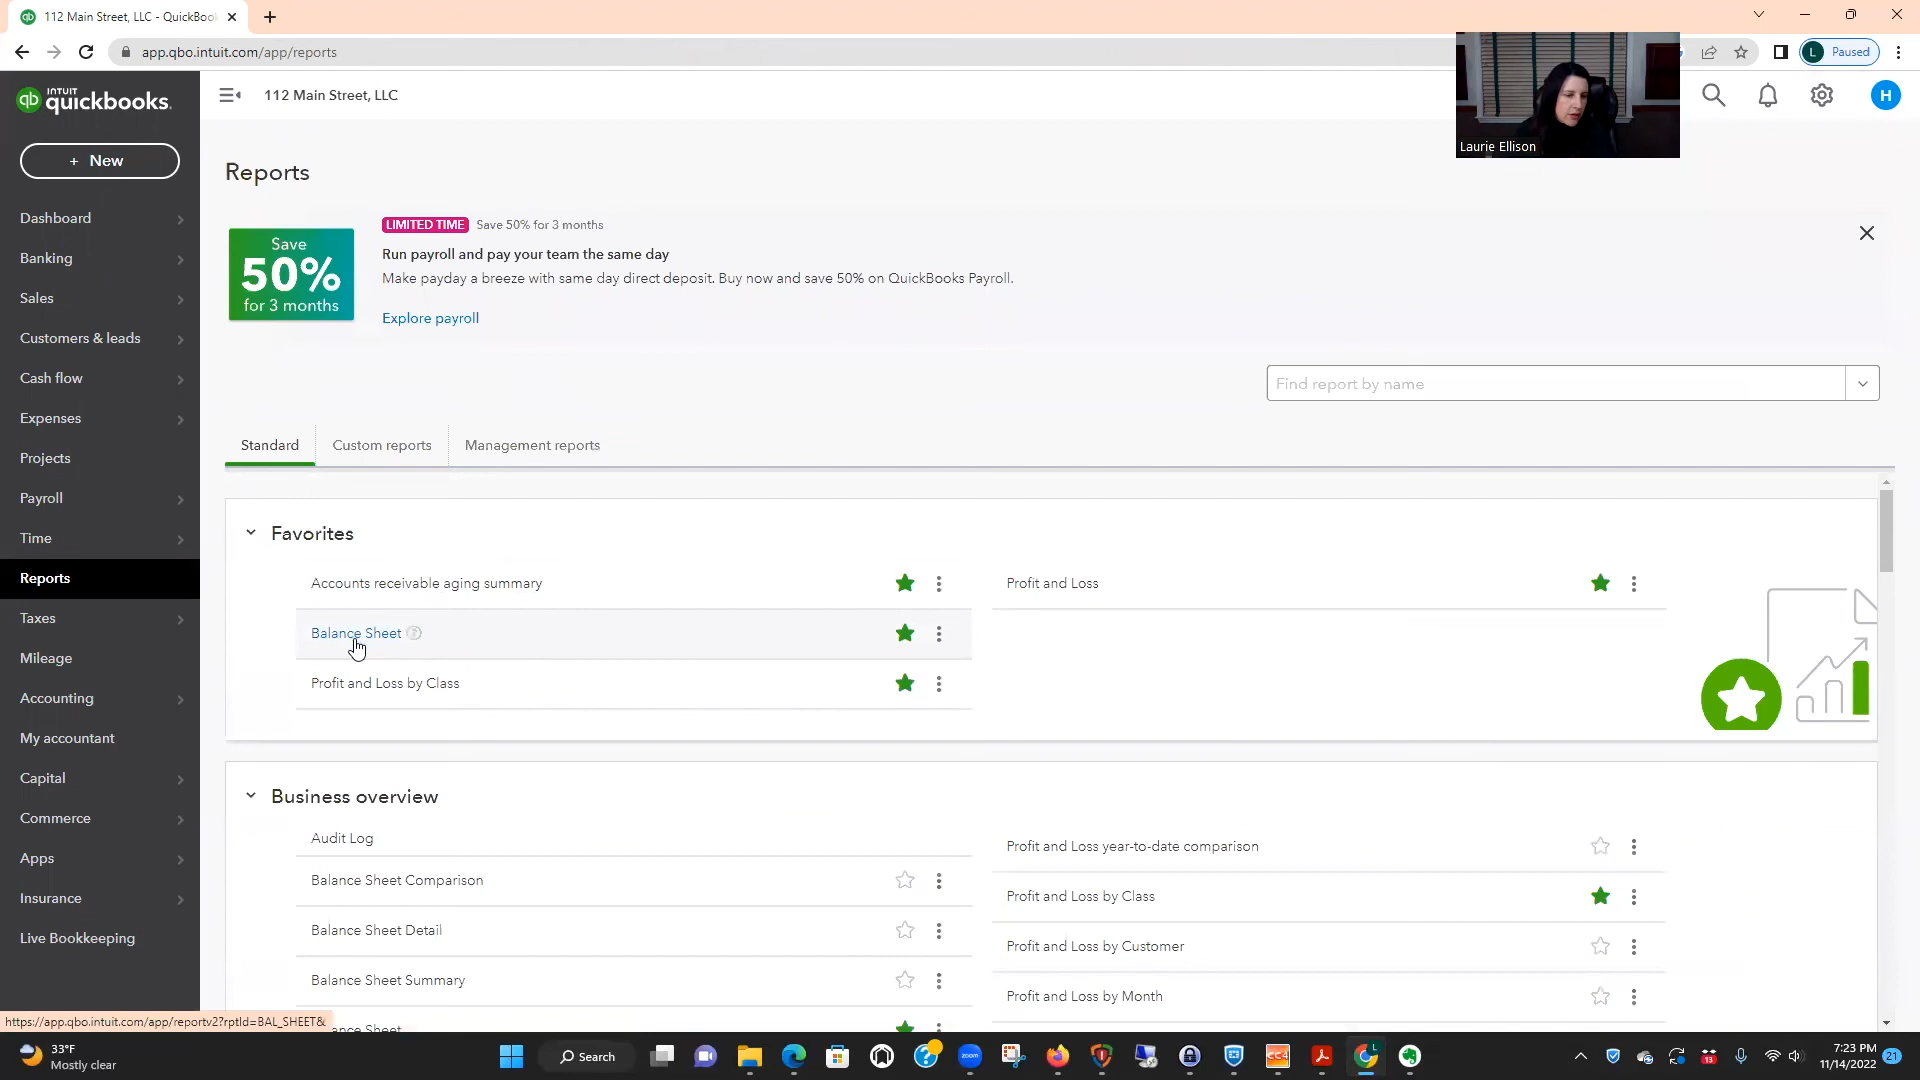 112 Main Street, LLC - QuickBook
app.qbo.intuit.com/app/reports
L Paused
INTUIT
qb quickbooks.
112 Main Street, LLC
H
Laurie Ellison
+ New
Dashboard
Banking
Sales
Customers & leads
Cash flow
Expenses
Projects
Payroll
Time
Reports
Taxes
Mileage
Accounting
My accountant
Capital
Commerce
Apps
Insurance
Live Bookkeeping
Reports
Save
50%
for 3 months
LIMITED TIME Save 50% for 3 months
Run payroll and pay your team the same day
Make payday a breeze with same day direct deposit. Buy now and save 50% on QuickBooks Payroll.
Explore payroll
Find report by name
Standard Custom reports Management reports
Favorites
Accounts receivable aging summary
Profit and Loss
Balance Sheet ?
Profit and Loss by Class
Business overview
Audit Log
Profit and Loss year-to-date comparison
Balance Sheet Comparison
Profit and Loss by Class
Balance Sheet Detail
Profit and Loss by Customer
Balance Sheet Summary
Profit and Loss by Month
Sheet
https://app.qbo.intuit.com/app/reportv2?rptId=BAL_SHEET&
33°F
Mostly clear
Search
zoom
CC4
L
13
7:23 PM
11/14/2022
21